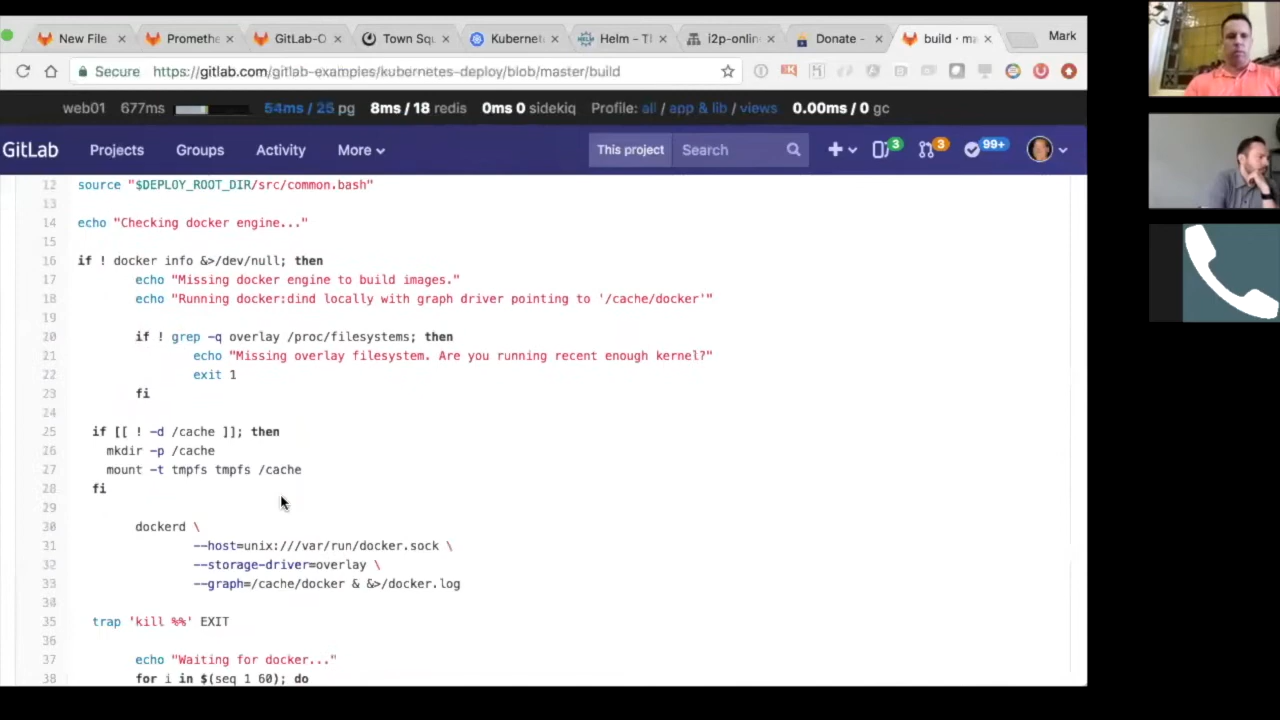 New File
Promethe
GitLab-O
Town Squ
Kubernet
Helm – Tl
i2p-onlin
Donate –
build · ma
Mark
Secure https://gitlab.com/gitlab-examples/kubernetes-deploy/blob/master/build
web01 677ms 54ms / 25 pg 8ms / 18 redis 0ms 0 sidekiq Profile: all / app & lib / views 0.00ms / 0 gc
GitLab Projects Groups Activity More This project Search 3 3 99+
12 source "$DEPLOY_ROOT_DIR/src/common.bash"
13
14 echo "Checking docker engine..."
15
16 if ! docker info &>/dev/null; then
17 echo "Missing docker engine to build images."
18 echo "Running docker:dind locally with graph driver pointing to '/cache/docker'"
19
20 if ! grep -q overlay /proc/filesystems; then
21 echo "Missing overlay filesystem. Are you running recent enough kernel?"
22 exit 1
23 fi
24
25 if [[ ! -d /cache ]]; then
26 mkdir -p /cache
27 mount -t tmpfs tmpfs /cache
28 fi
29
30 dockerd \
31 --host=unix:///var/run/docker.sock \
32 --storage-driver=overlay \
33 --graph=/cache/docker & &>/docker.log
34
35 trap 'kill %%' EXIT
36
37 echo "Waiting for docker..."
38 for i in $(seq 1 60); do